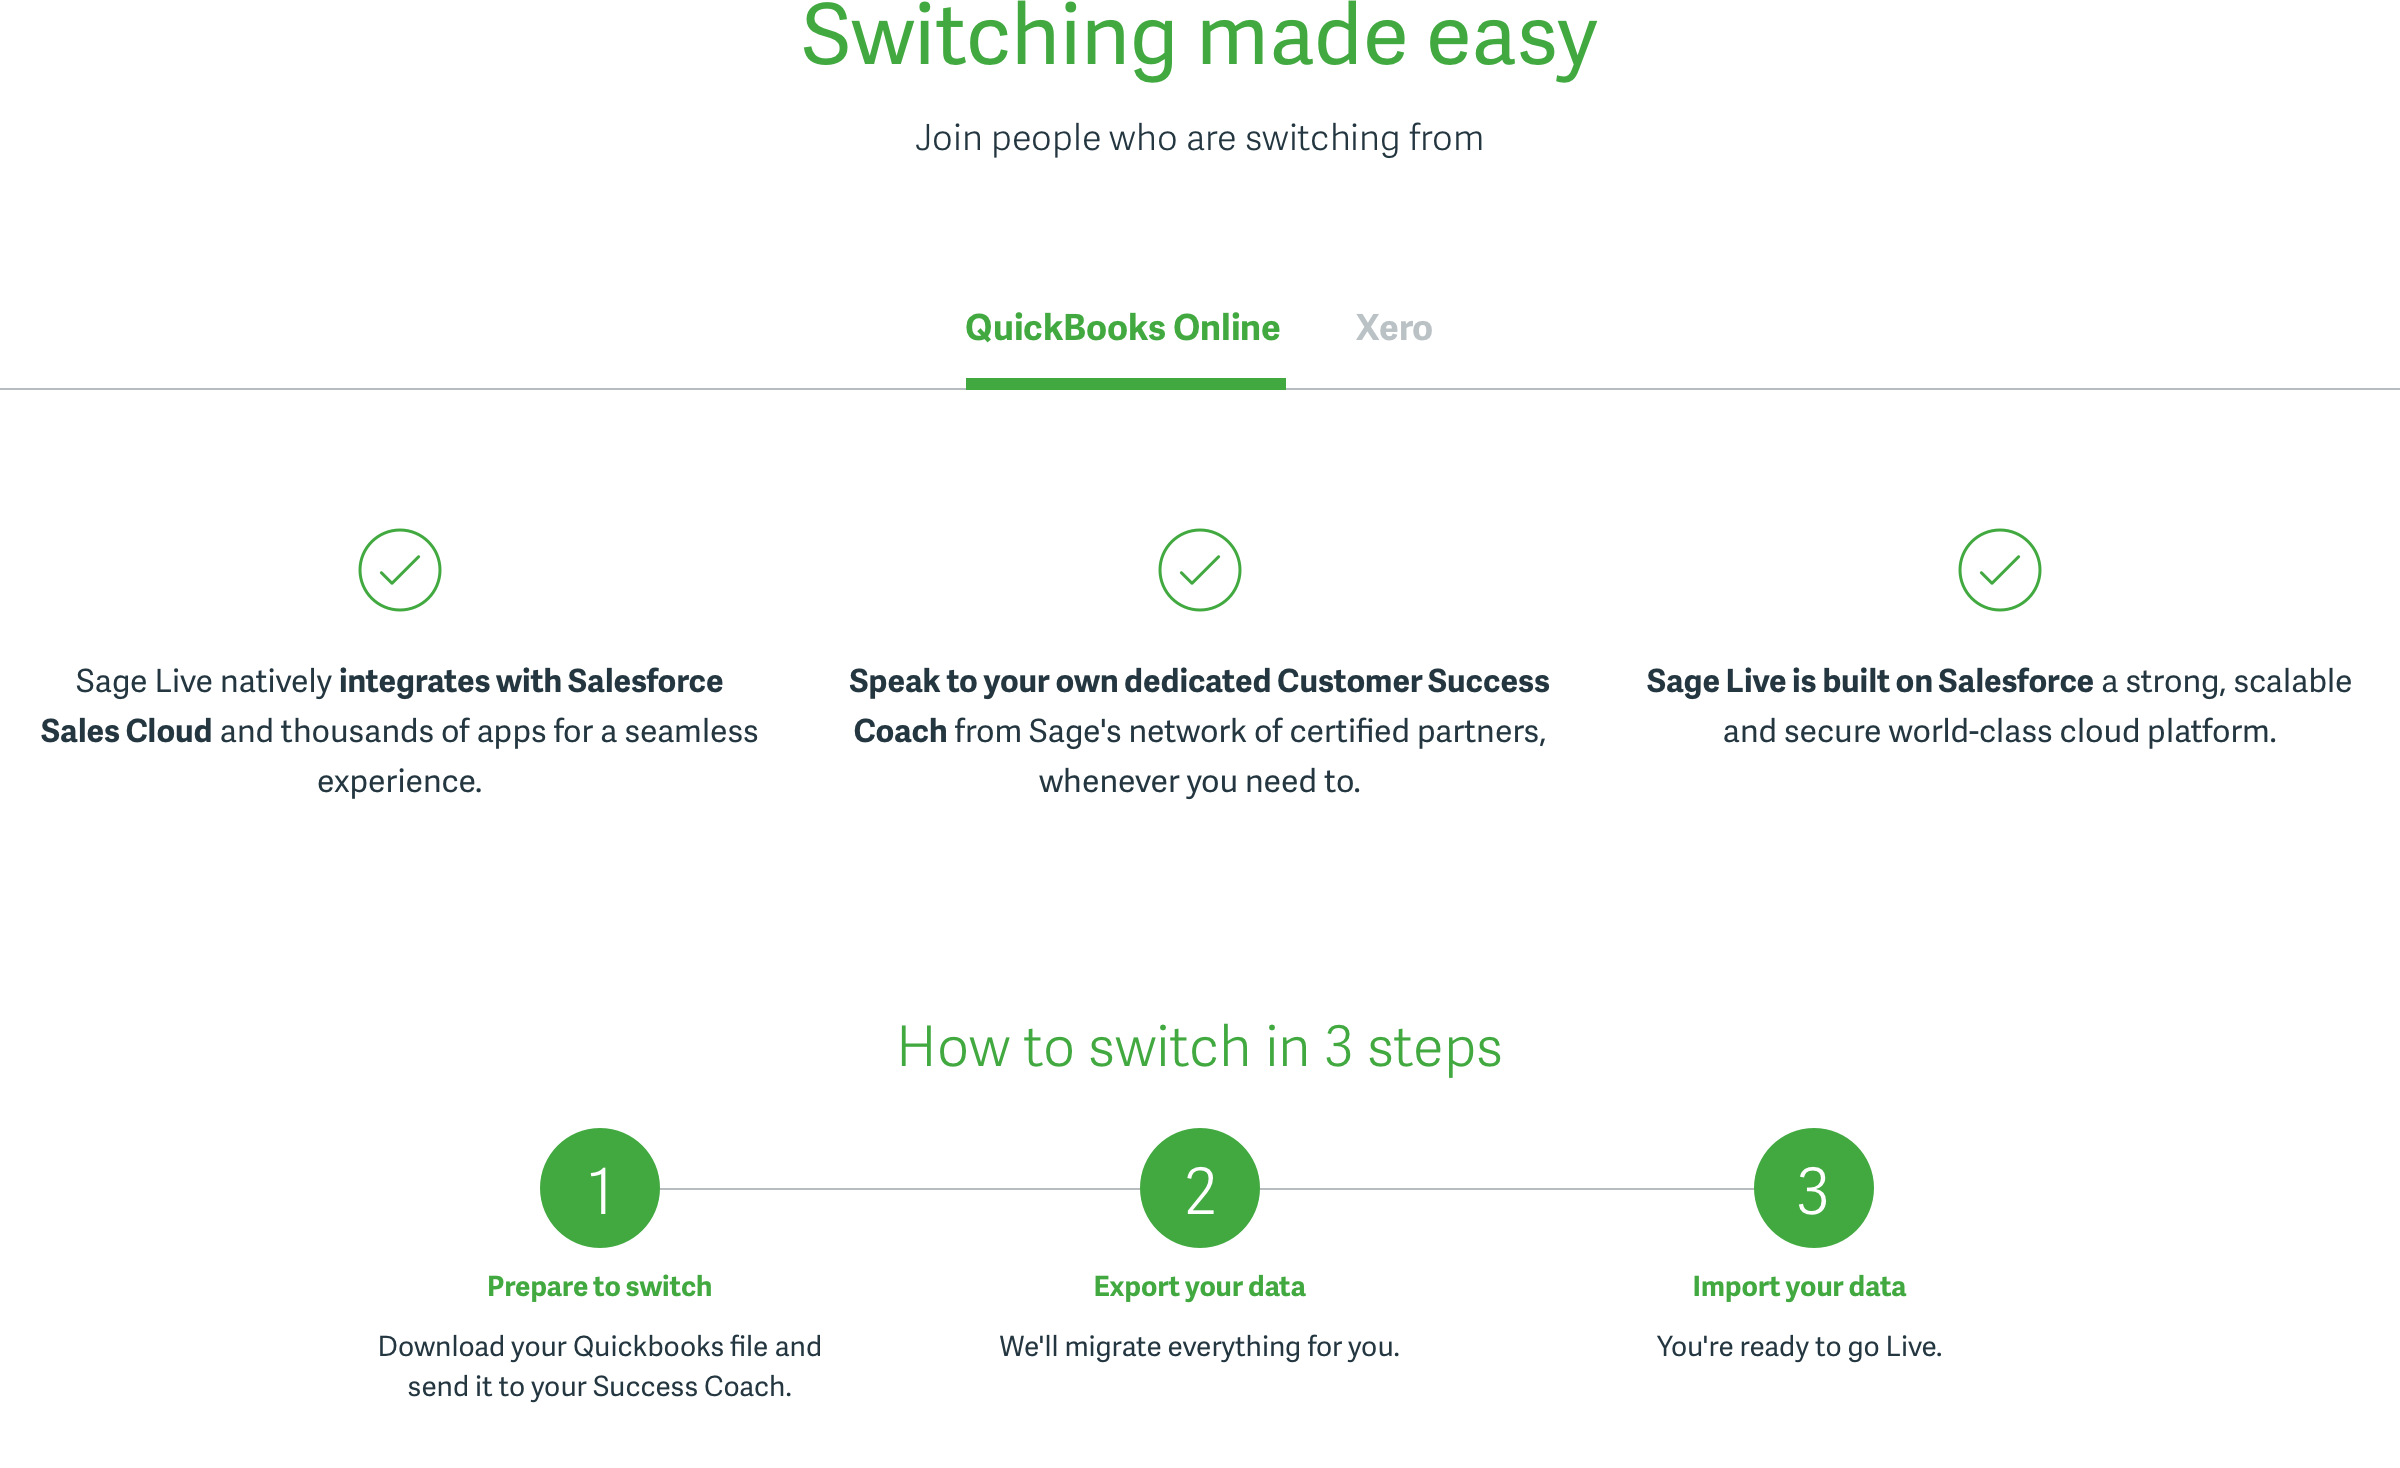 Switching made easy
Join people who are switching from
QuickBooks Online
Xero
Sage Live natively integrates with Salesforce
Sales Cloud and thousands of apps for a seamless
experience.
Speak to your own dedicated Customer Success
Coach from Sage's network of certified partners,
whenever you need to.
Sage Live is built on Salesforce a strong, scalable
and secure world-class cloud platform.
How to switch in 3 steps
1
Prepare to switch
Download your Quickbooks file and
send it to your Success Coach.
2
Export your data
We'll migrate everything for you.
3
Import your data
You're ready to go Live.